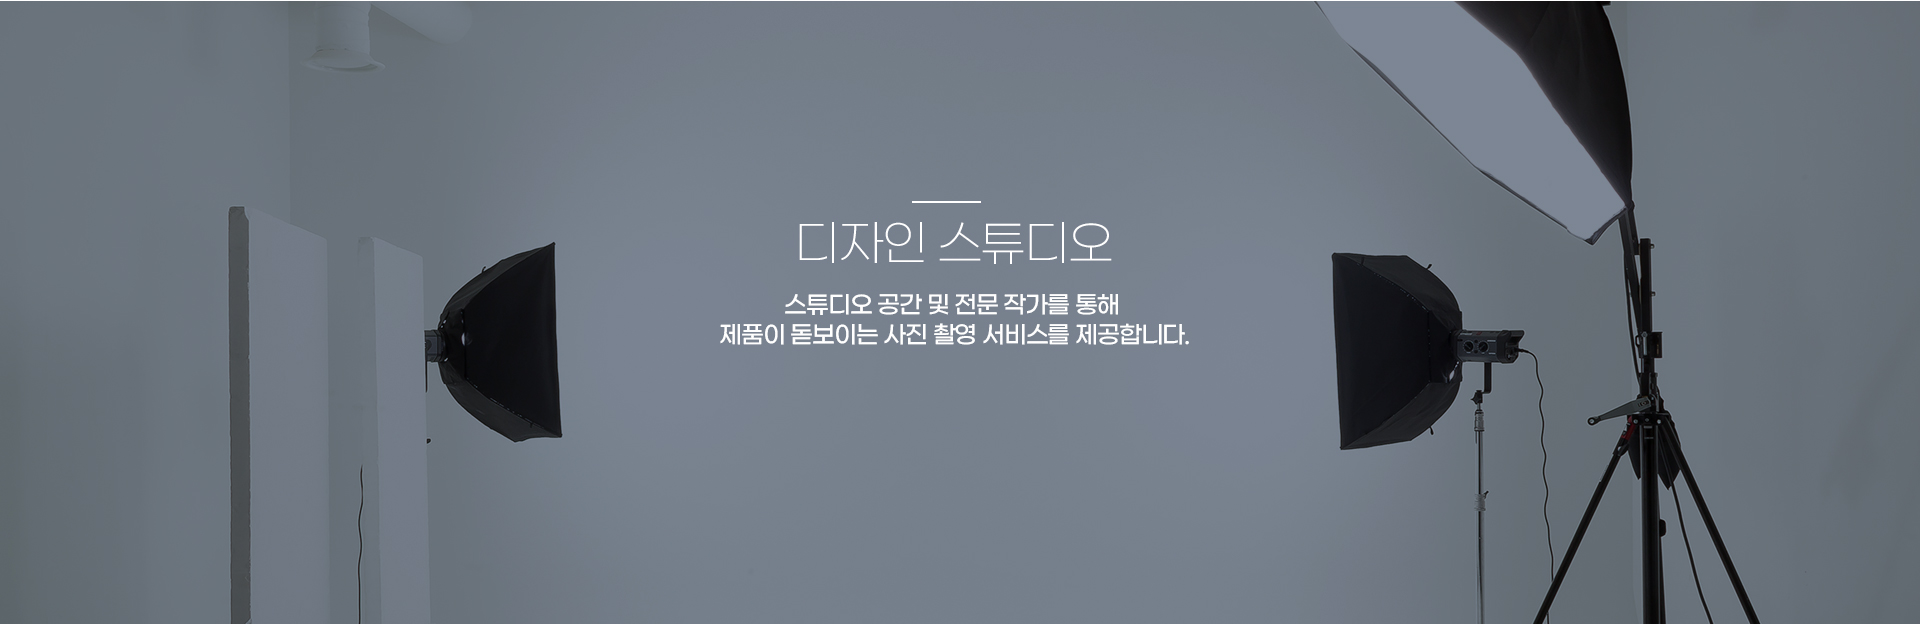 디자인 스튜디오
스튜디오 공간 및 전문 작가를 통해
제품이 돋보이는 사진 촬영 서비스를 제공합니다.